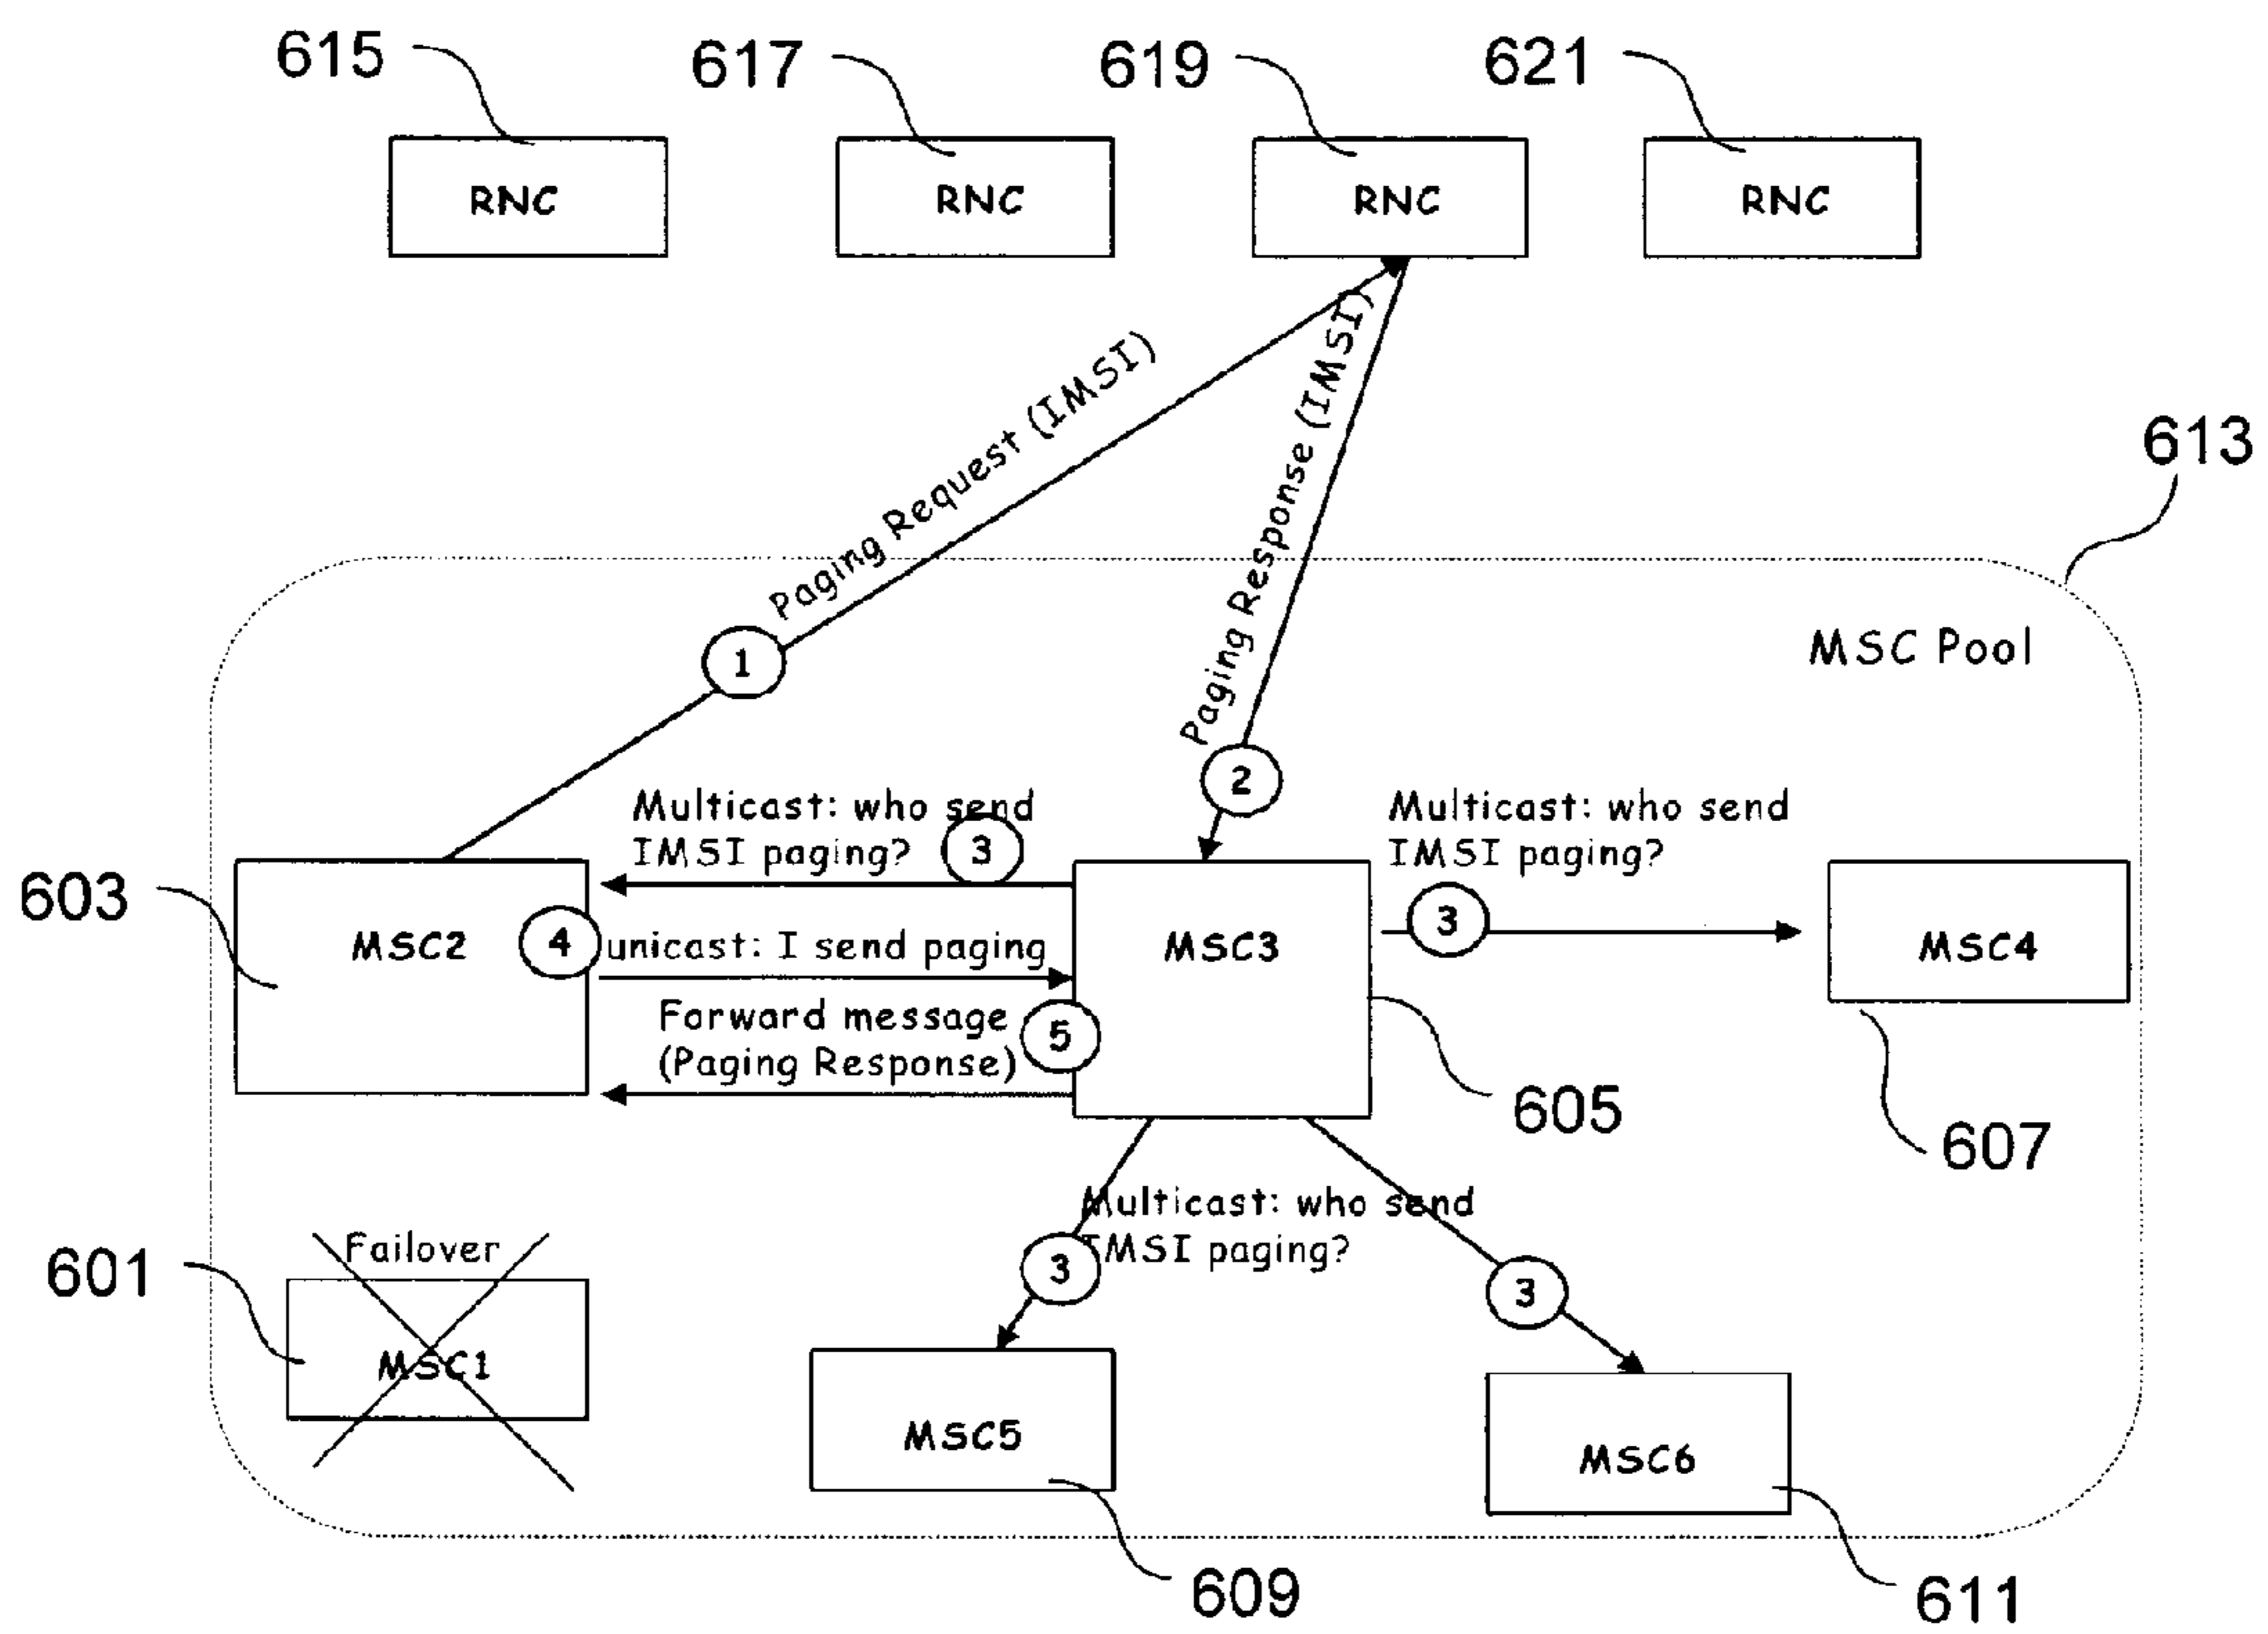 615
617
619
621
RNC
RNC
RNC
RNC
613
Paging Request (IMSI)
Paging Response (IMSI)
MSC Pool
1
2
Multicast: who send
IMSI paging?
3
Multicast: who send
IMSI paging?
3
603
MSC2
4
unicast: I send paging
MSC3
MSC4
Forward message
(Paging Response)
5
605
607
Multicast: who send
IMSI paging?
3
3
601
Failover
MSC1
MSC5
MSC6
609
611